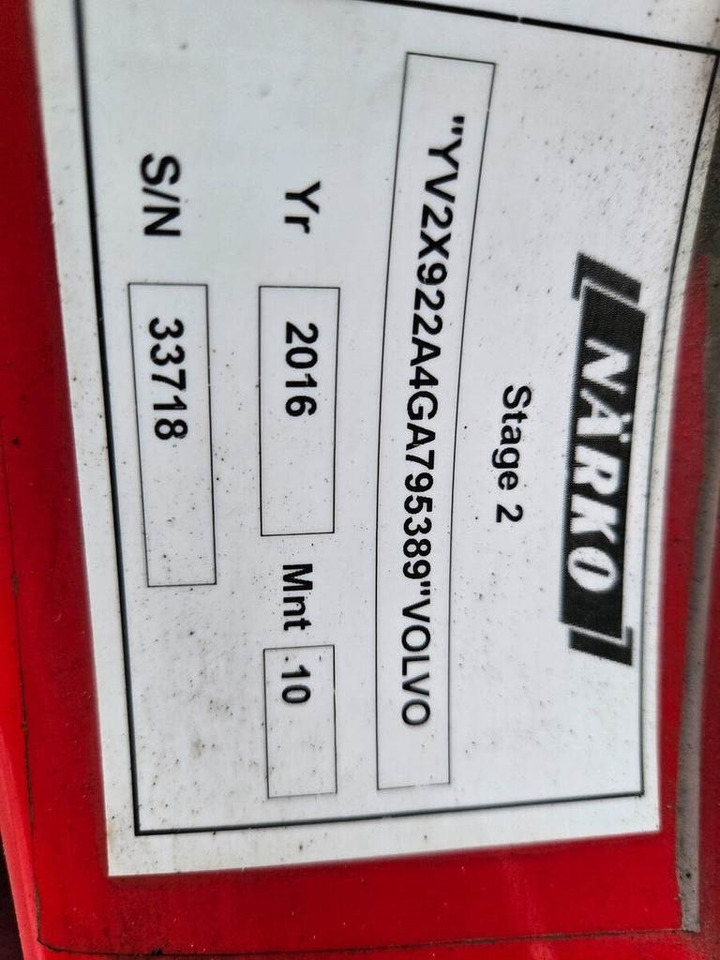 NÄRKO
Stage 2
"YV2X922A4GA795389"VOLVO
Yr 2016 Mnt 10
S/N 33718